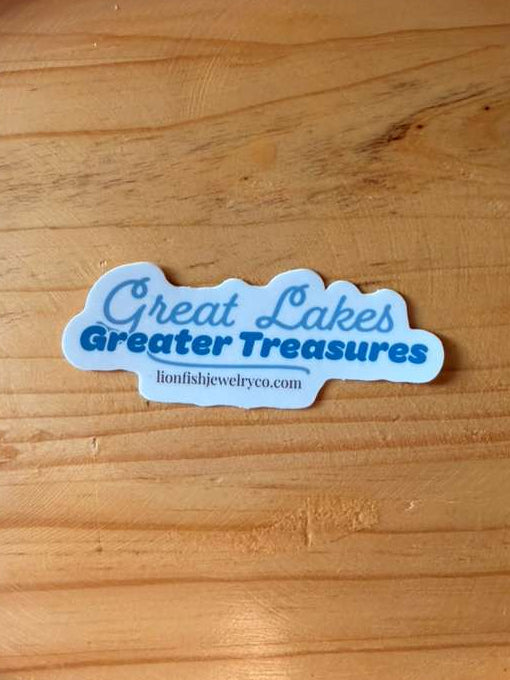 Great Lakes
Greater Treasures
lionfishjewelryco.com